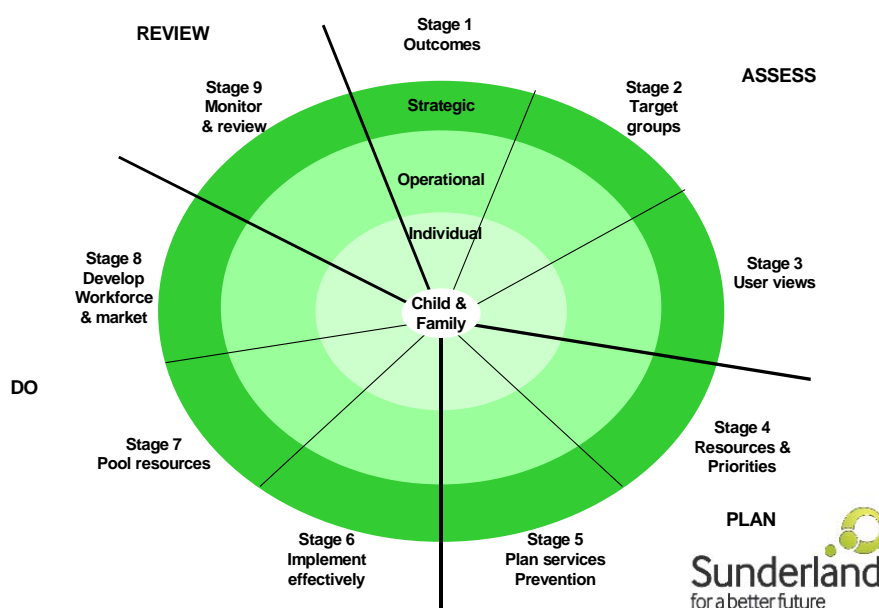 REVIEW
Stage 1
Outcomes
ASSESS
Stage 9
Monitor
& review
Strategic
Stage 2
Target
groups
Operational
Individual
Stage 8
Develop
Workforce
& market
Child &
Family
Stage 3
User views
DO
Stage 7
Pool resources
Stage 4
Resources &
Priorities
PLAN
Stage 6
Implement
effectively
Stage 5
Plan services
Prevention
Sunderland
for a better future